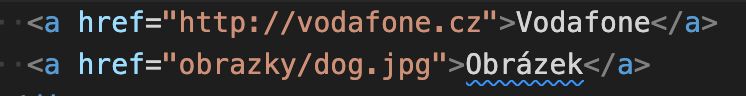 <a href="http://vodafone.cz">Vodafone</a>
<a href="obrazky/dog.jpg">Obrázek</a>